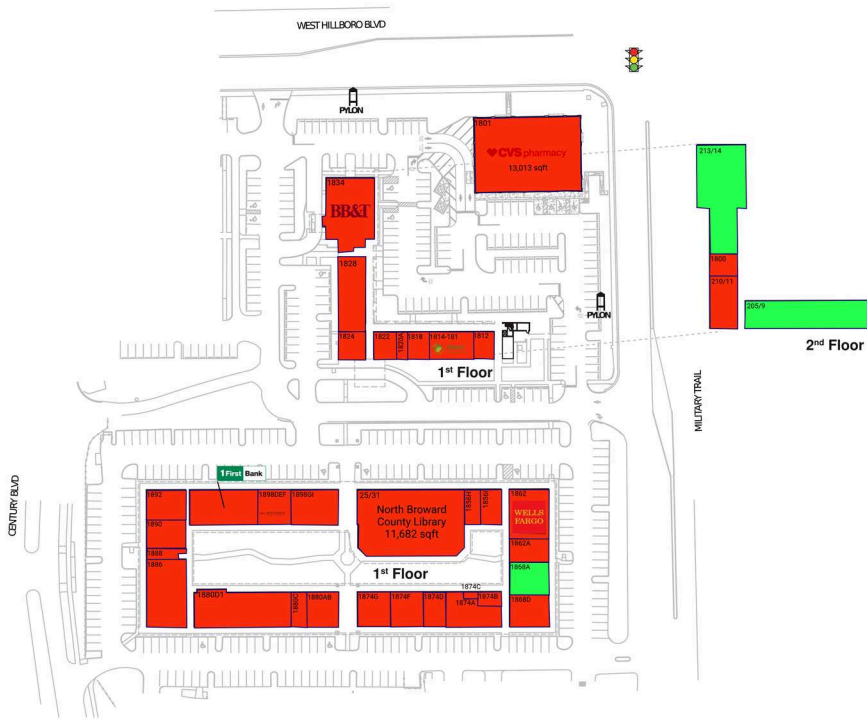 WEST HILLBORO BLVD
PYLON
1801
CVS pharmacy
13,013 sqft
213/14
1834
BB&T
1828
1800
210/11
205/9
PYLON
1824
1822
1820A
1818
1814-181
1812
1st Floor
2nd Floor
MILITARY TRAIL
CENTURY BLVD
1First Bank
1892
1898DEF
1898GI
25/31
North Broward
County Library
11,682 sqft
1856H
1856I
1862
WELLS
FARGO
1890
1862A
1888
1886
1st Floor
1868A
1874C
1880D1
1880C
1880AB
1874G
1874F
1874D
1874A
1874B
1868D